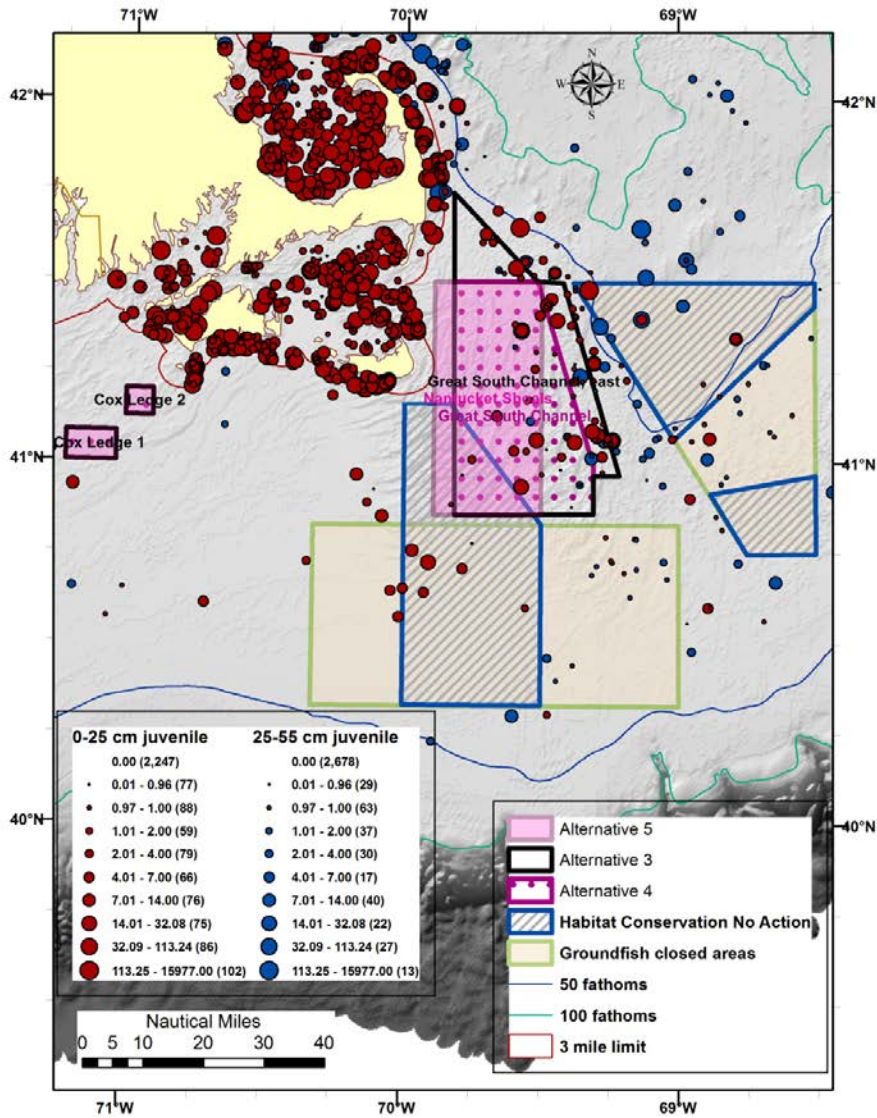 71°W 70°W 69°W
42°N 42°N
N
W E
S
Great South Channel east
Nantucket Shoals
Great South Channel
Cox Ledge 2
Cox Ledge 1
41°N 41°N
0-25 cm juvenile 25-55 cm juvenile
0.00 (2,247) 0.00 (2,678)
0.01 - 0.96 (77) 0.01 - 0.96 (29)
0.97 - 1.00 (88) 0.97 - 1.00 (63)
1.01 - 2.00 (59) 1.01 - 2.00 (37)
2.01 - 4.00 (79) 2.01 - 4.00 (30)
4.01 - 7.00 (66) 4.01 - 7.00 (17)
7.01 - 14.00 (76) 7.01 - 14.00 (40)
14.01 - 32.08 (75) 14.01 - 32.08 (22)
32.09 - 113.24 (86) 32.09 - 113.24 (27)
113.25 - 15977.00 (102) 113.25 - 15977.00 (13)
40°N 40°N
Alternative 5
Alternative 3
Alternative 4
Habitat Conservation No Action
Groundfish closed areas
50 fathoms
100 fathoms
3 mile limit
Nautical Miles
0 5 10 20 30 40
71°W 70°W 69°W